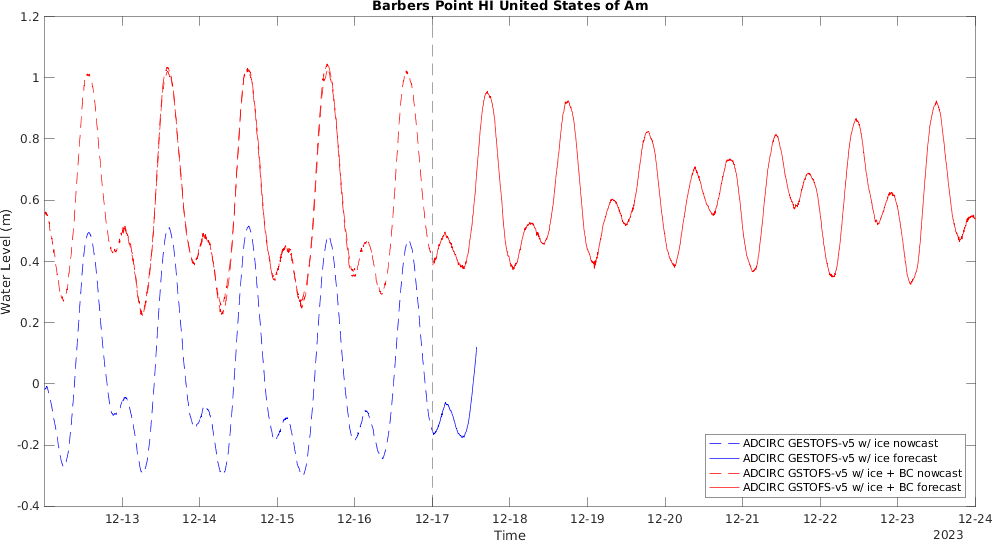 Barbers Point HI United States of Am
1.2
1
0.8
0.6
0.4
0.2
0
-0.2
-0.4
Water Level (m)
ADCIRC GESTOFS-v5 w/ ice nowcast
ADCIRC GESTOFS-v5 w/ ice forecast
ADCIRC GSTOFS-v5 w/ ice + BC nowcast
ADCIRC GSTOFS-v5 w/ ice + BC forecast
12-13 12-14 12-15 12-16 12-17 12-18 12-19 12-20 12-21 12-22 12-23 12-24
Time
2023